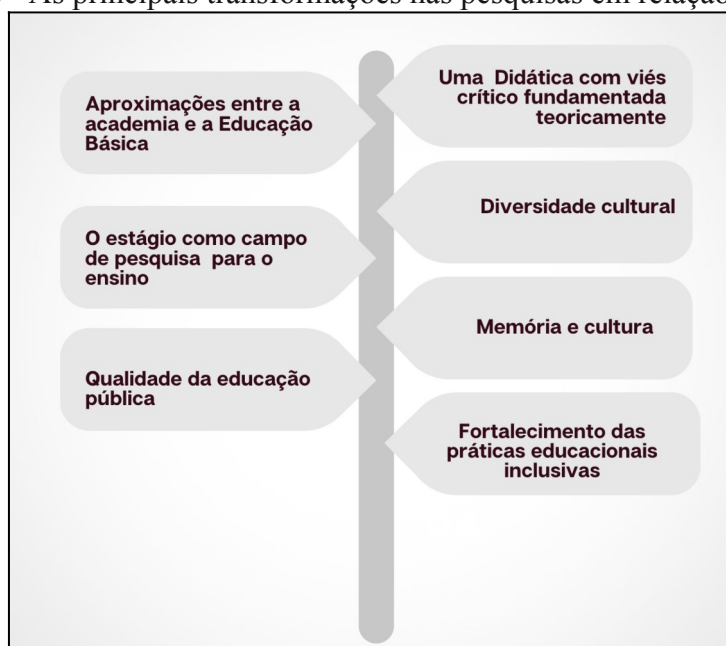 As principais transformações nas pesquisas em relação
Aproximações entre a
academia e a Educação
Básica
Uma Didática com viés
crítico fundamentada
teoricamente
Diversidade cultural
O estágio como campo
de pesquisa para o
ensino
Memória e cultura
Qualidade da educação
pública
Fortalecimento das
práticas educacionais
inclusivas